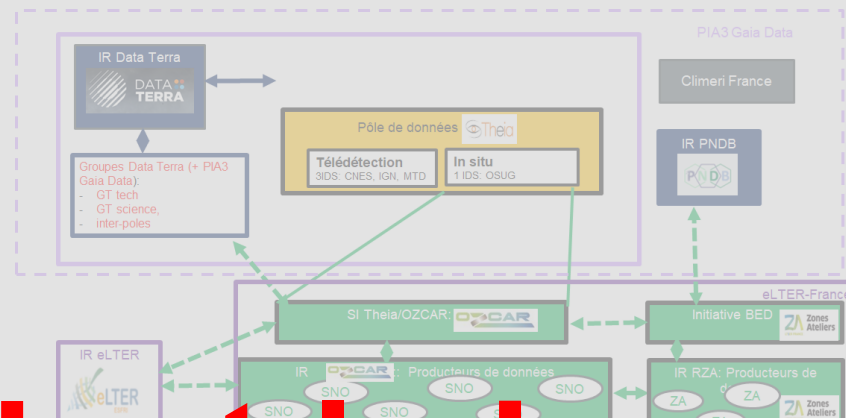 PIA3 Gaia Data
IR Data Terra
DATA
TERRA
Climeri France
Pôle de données Theia
IR PNDB
PNDB
Télédétection
3IDS: CNES, IGN, MTD
In situ
1 IDS: OSUG
Groupes Data Terra (+ PIA3
Gaia Data):
- GT tech
- GT science,
- inter-poles
eLTER-France
SI Theia/OZCAR: OZCAR
Initiative BED
ZA Zones
Ateliers
IR eLTER
eLTER
IR OZCAR : Producteurs de données
IR RZA: Producteurs de
SNO
SNO
SNO
SNO
SNO
ZA
ZA
ZA Zones
Ateliers